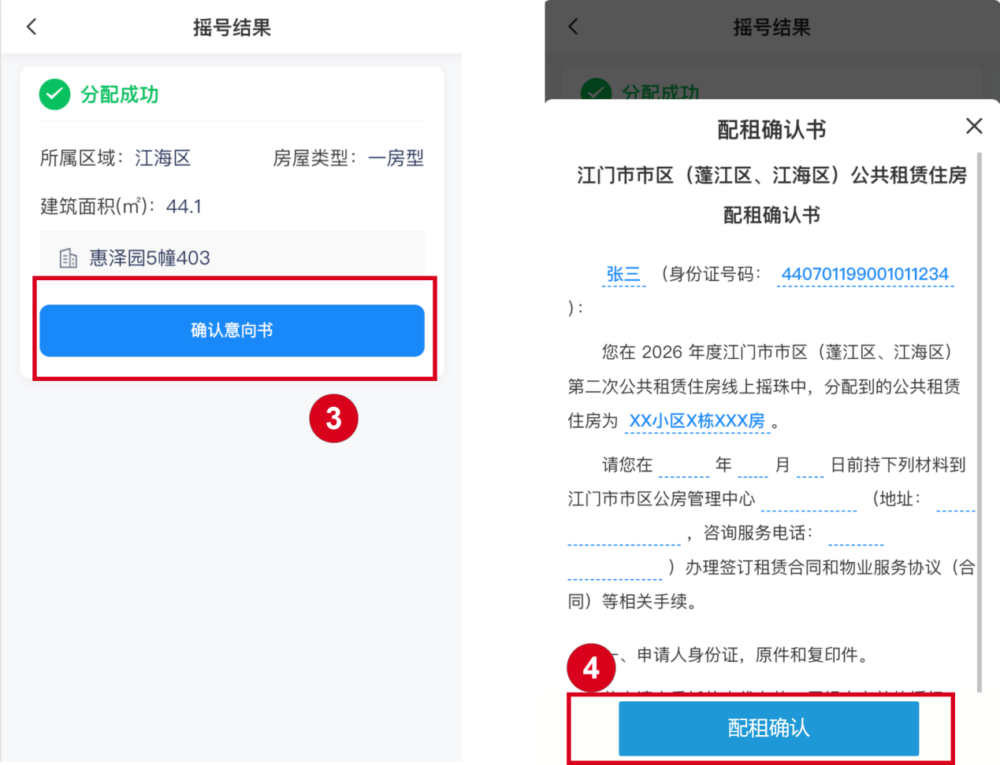 摇号结果
分配成功
所属区域：江海区 房屋类型：一房型
建筑面积(㎡)：44.1
惠泽园5幢403
确认意向书
3
摇号结果
分配成功
配租确认书
江门市市区（蓬江区、江海区）公共租赁住房
配租确认书
张三 （身份证号码： 440701199001011234
）：
您在 2026 年度江门市市区（蓬江区、江海区）
第二次公共租赁住房线上摇珠中，分配到的公共租赁
住房为 XX小区X栋XXX房 。
请您在 年 月 日前持下列材料到
江门市市区公房管理中心 （地址：
，咨询服务电话：
）办理签订租赁合同和物业服务协议（合
同）等相关手续。
4
、申请人身份证，原件和复印件。
配租确认